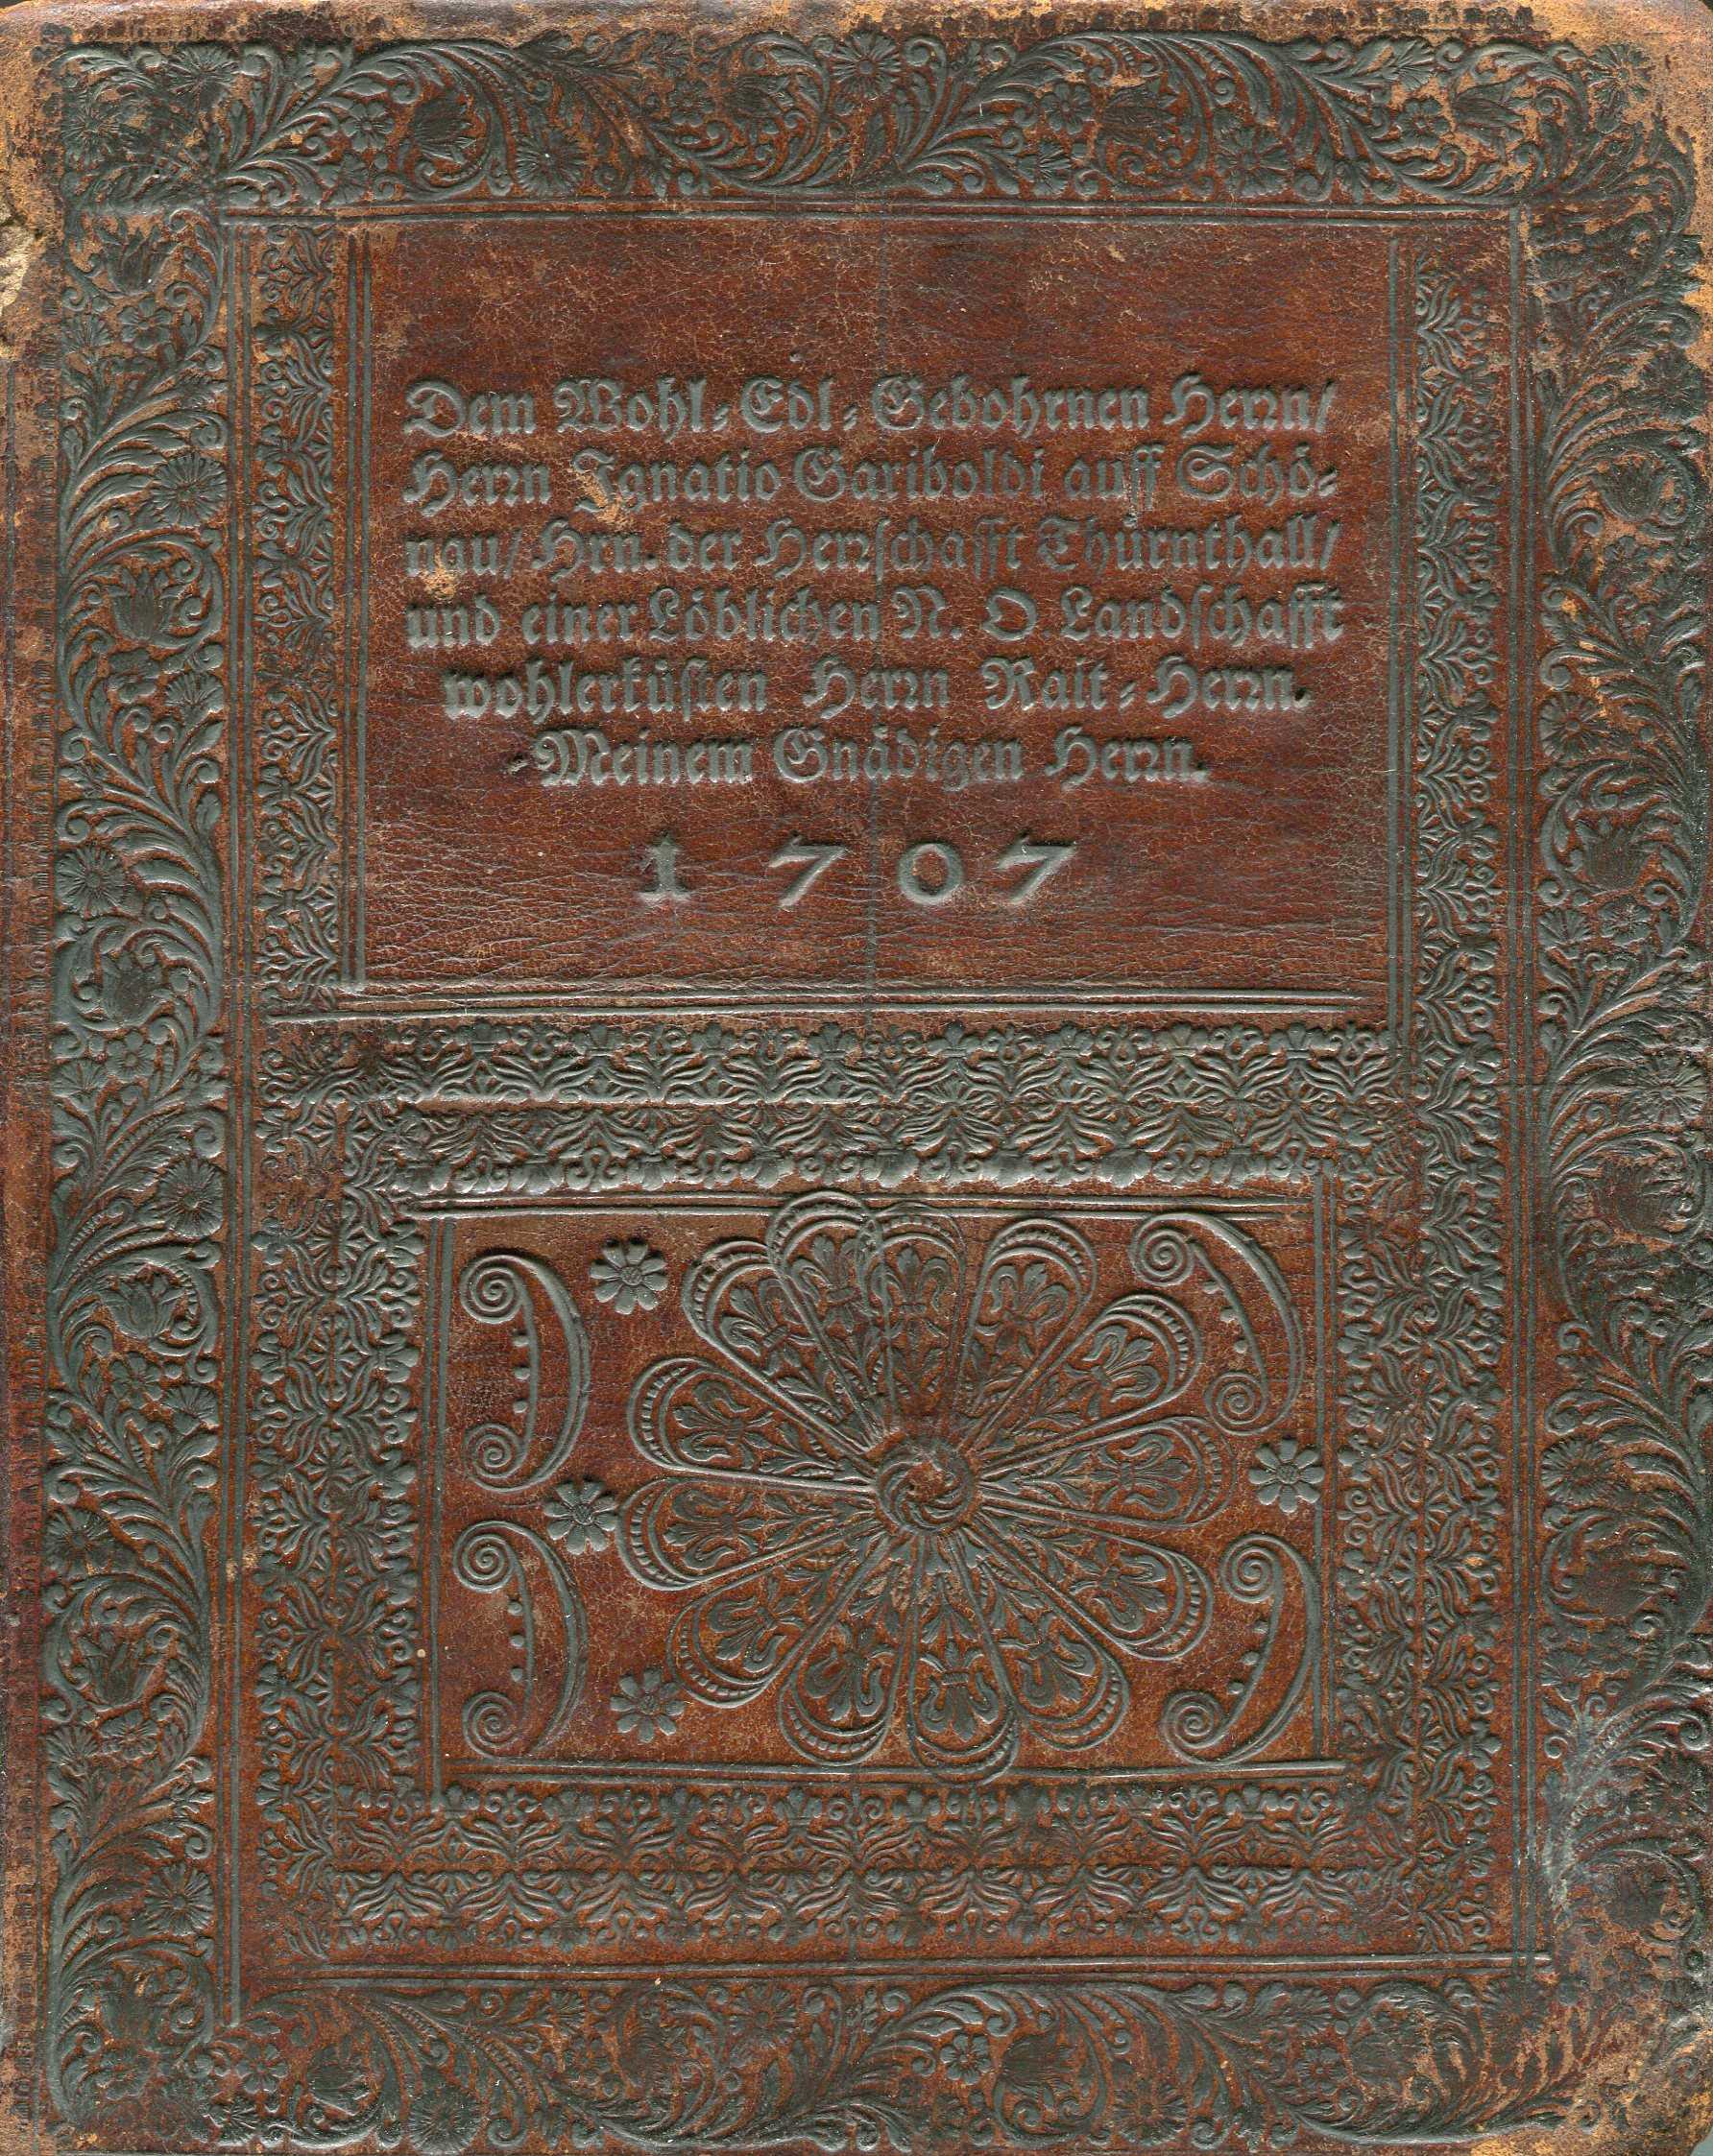 Dem Wohl-Edl-Gebohrnen Herrn/
Herrn Ignatio Gariboldi auff Schö-
nau/ Hrn. der Herrschafft Thürnthall/
und einer Löblichen N. O. Landschafft
wohlerküsten Herrn Rait-Herrn.
Meinem Gnädigen Herrn.
1707